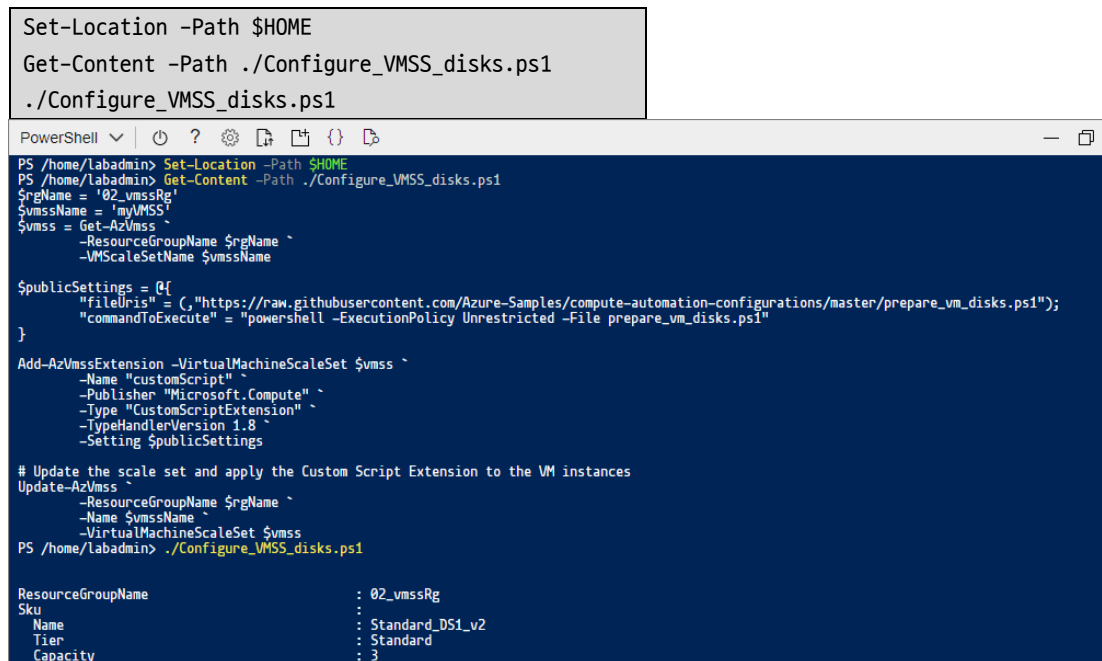 Set-Location -Path $HOME
Get-Content -Path ./Configure_VMSS_disks.ps1
./Configure_VMSS_disks.ps1
PowerShell
PS /home/labadmin> Set-Location -Path $HOME
PS /home/labadmin> Get-Content -Path ./Configure_VMSS_disks.ps1
$rgName = '02_vmssRg'
$vmssName = 'myVMSS'
$vmss = Get-AzVmss `
-ResourceGroupName $rgName `
-VMScaleSetName $vmssName
$publicSettings = @{
"fileUris" = (,"https://raw.githubusercontent.com/Azure-Samples/compute-automation-configurations/master/prepare_vm_disks.ps1");
"commandToExecute" = "powershell -ExecutionPolicy Unrestricted -File prepare_vm_disks.ps1"
}
Add-AzVmssExtension -VirtualMachineScaleSet $vmss `
-Name "customScript" `
-Publisher "Microsoft.Compute" `
-Type "CustomScriptExtension" `
-TypeHandlerVersion 1.8 `
-Setting $publicSettings
# Update the scale set and apply the Custom Script Extension to the VM instances
Update-AzVmss `
-ResourceGroupName $rgName `
-Name $vmssName `
-VirtualMachineScaleSet $vmss
PS /home/labadmin> ./Configure_VMSS_disks.ps1
ResourceGroupName : 02_vmssRg
Sku :
Name : Standard_DS1_v2
Tier : Standard
Capacity : 3